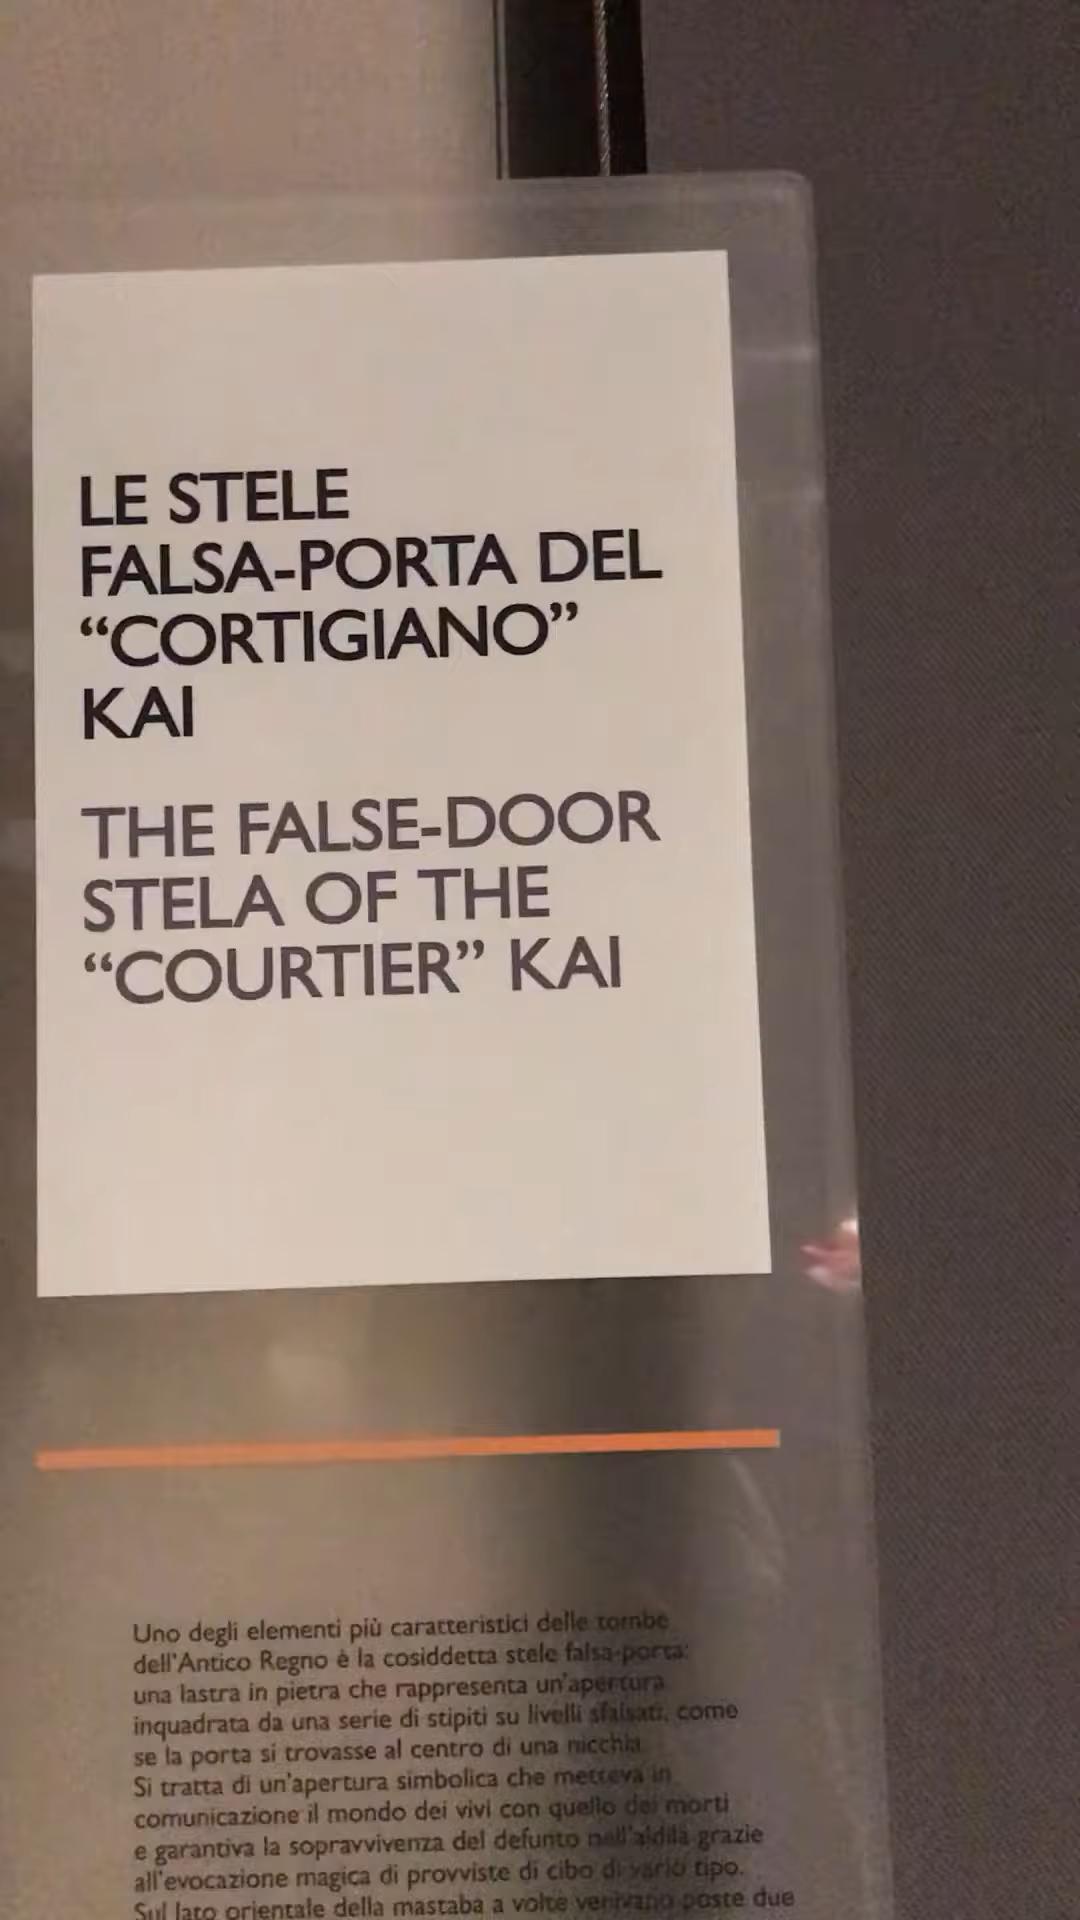 LE STELE
FALSA-PORTA DEL
“CORTIGIANO”
KAI
THE FALSE-DOOR
STELA OF THE
“COURTIER” KAI
Uno degli elementi più caratteristici delle tombe
dell'Antico Regno è la cosiddetta stele falsa-porta:
una lastra in pietra che rappresenta un'apertura
inquadrata da una serie di stipiti su livelli sfalsati, come
se la porta si trovasse al centro di una nicchia.
Si tratta di un'apertura simbolica che metteva in
comunicazione il mondo dei vivi con quello dei morti
e garantiva la sopravvivenza del defunto nell'aldilà grazie
all'evocazione magica di provviste di cibo di vario tipo.
Sul lato orientale della mastaba a volte venivano poste due